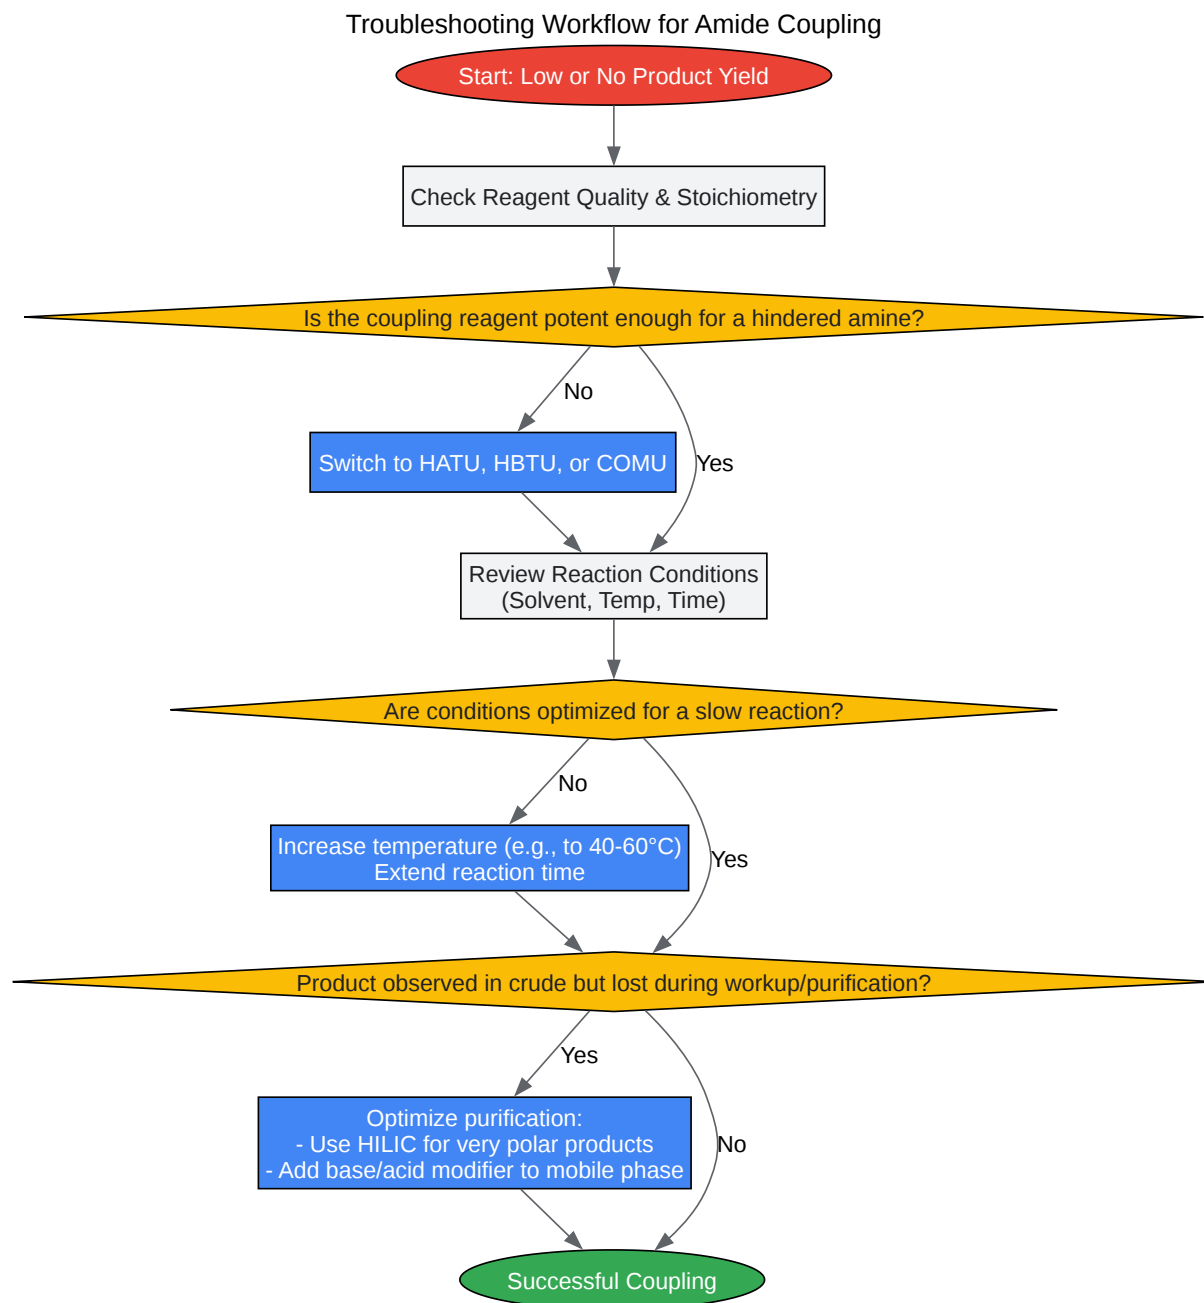 Troubleshooting Workflow for Amide Coupling
Start: Low or No Product Yield
Check Reagent Quality & Stoichiometry
Is the coupling reagent potent enough for a hindered amine?
No
Switch to HATU, HBTU, or COMU
Yes
Review Reaction Conditions
(Solvent, Temp, Time)
Are conditions optimized for a slow reaction?
No
Increase temperature (e.g., to 40-60°C)
Extend reaction time
Yes
Product observed in crude but lost during workup/purification?
Yes
Optimize purification:
- Use HILIC for very polar products
- Add base/acid modifier to mobile phase
No
Successful Coupling